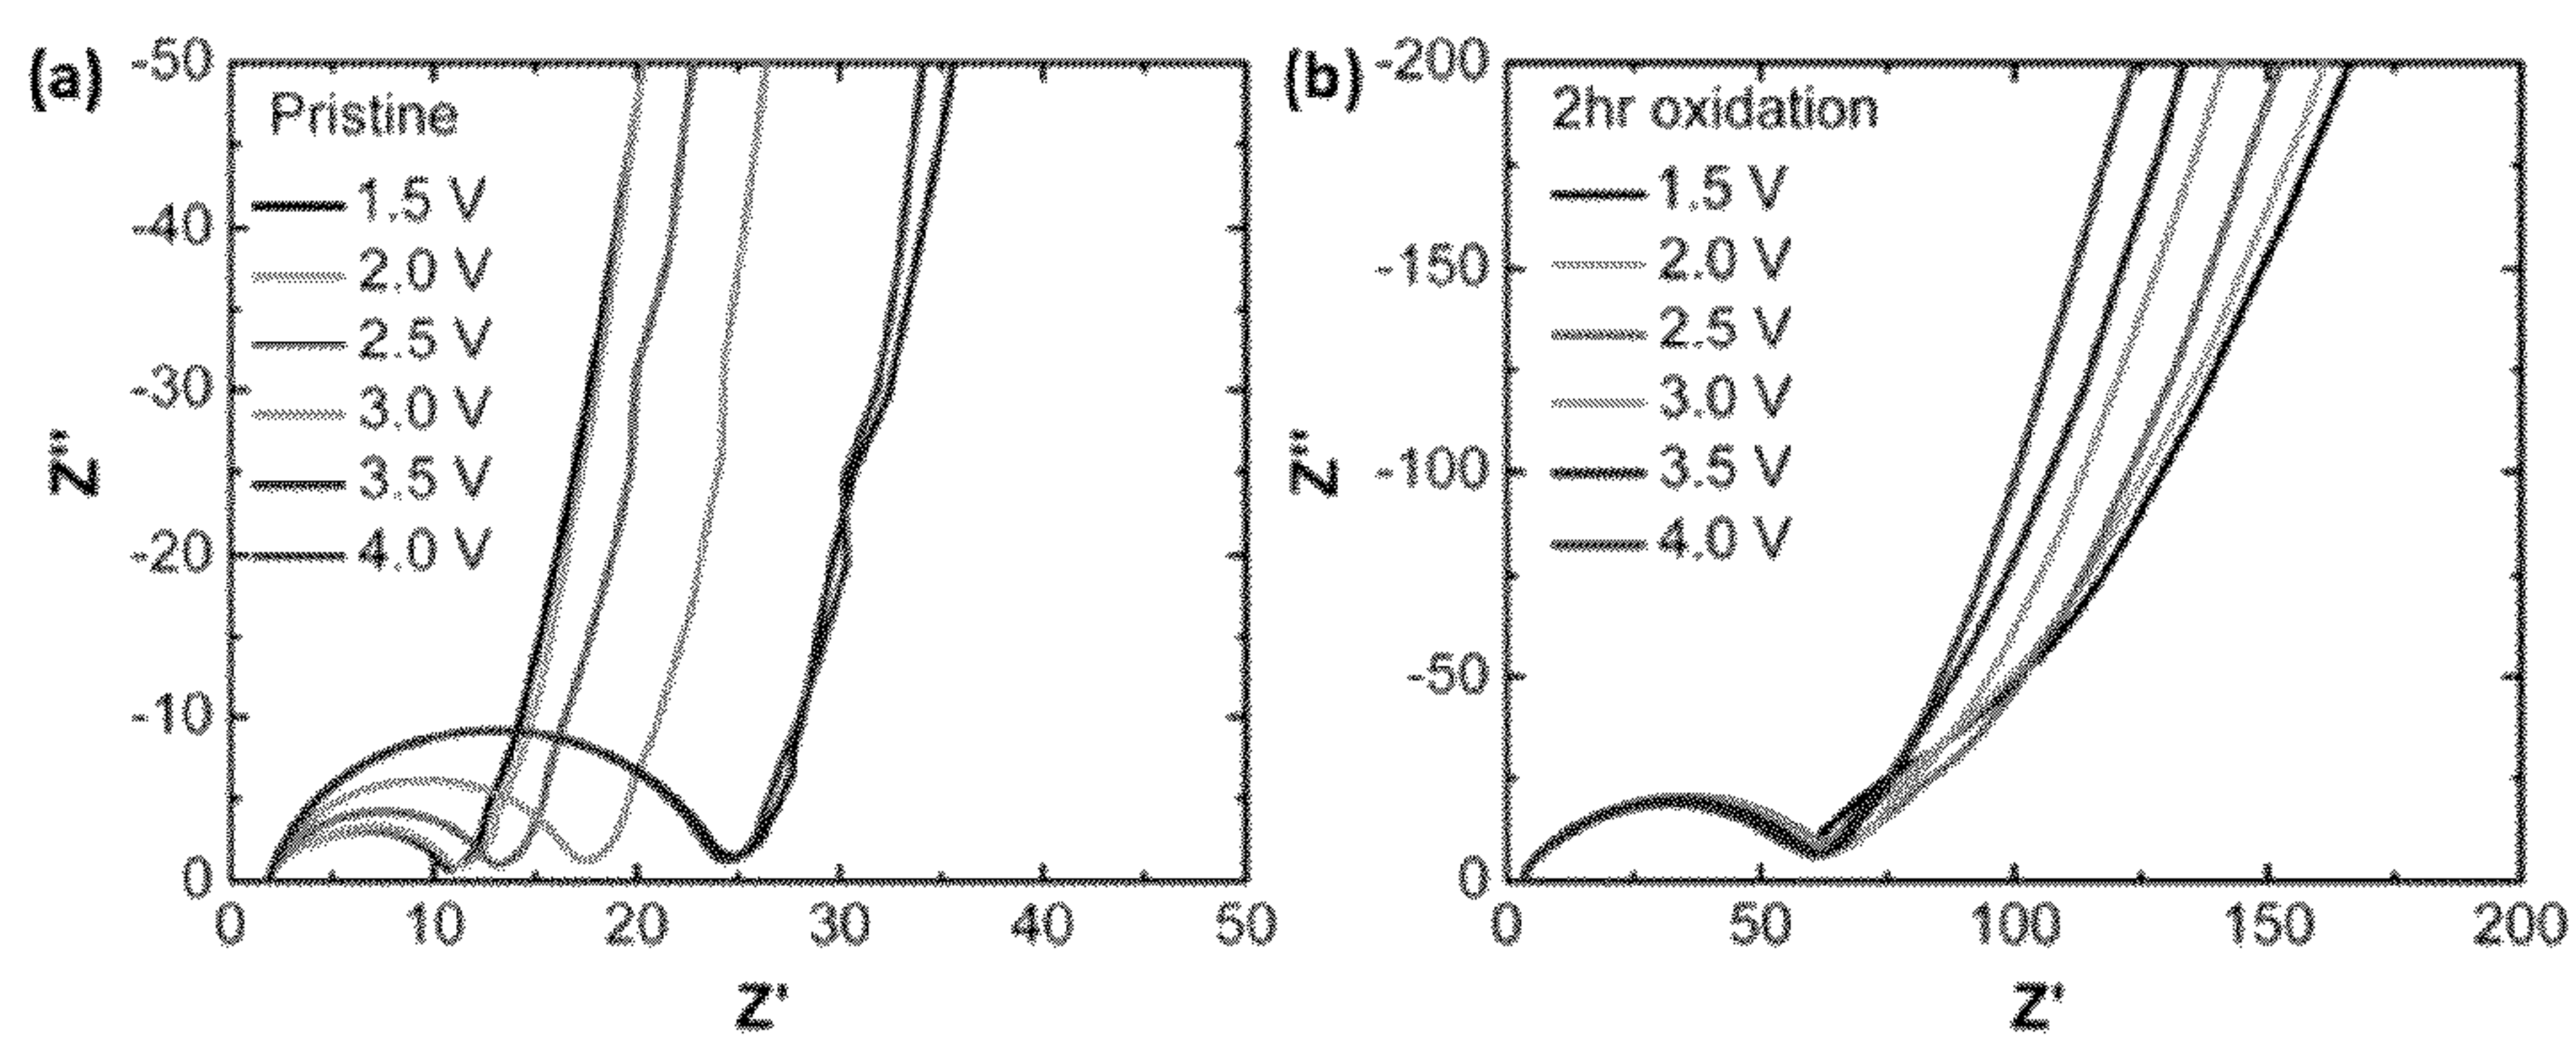 (a)
-50
-40
-30
-20
-10
0
Z"
Pristine
1.5 V
2.0 V
2.5 V
3.0 V
3.5 V
4.0 V
0 10 20 30 40 50
Z'
(b)
-200
-150
-100
-50
0
Z"
2hr oxidation
1.5 V
2.0 V
2.5 V
3.0 V
3.5 V
4.0 V
0 50 100 150 200
Z'